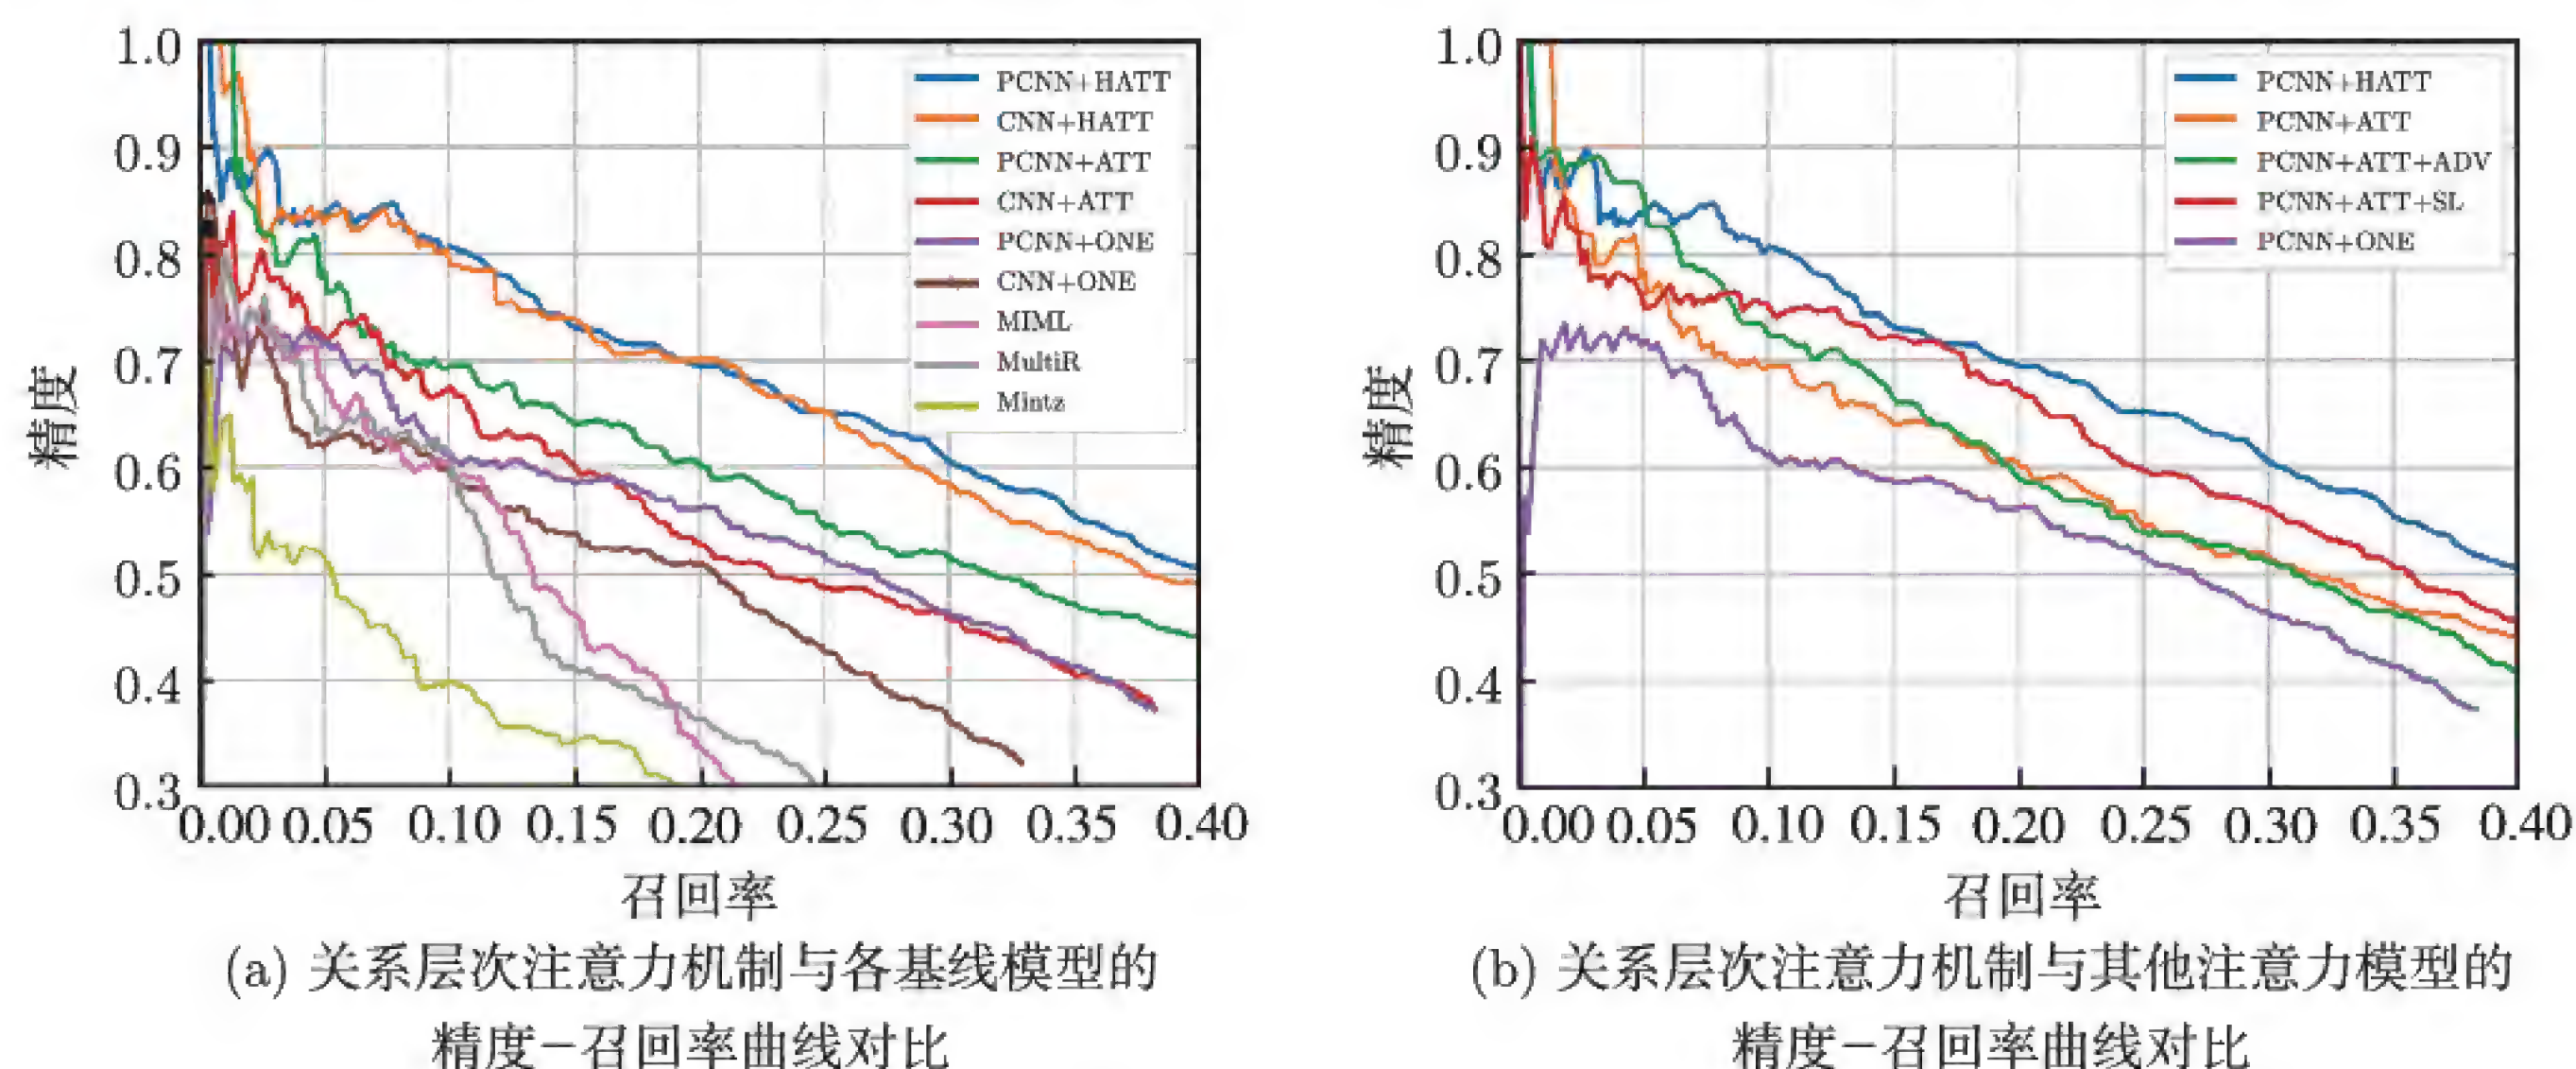 1.0
0.9
0.8
0.7
0.6
0.5
0.4
0.3
精度
PCNN+HATT
CNN+HATT
PCNN+ATT
CNN+ATT
PCNN+ONE
CNN+ONE
MIML
MultiR
Mintz
0.00 0.05 0.10 0.15 0.20 0.25 0.30 0.35 0.40
召回率
(a) 关系层次注意力机制与各基线模型的
精度−召回率曲线对比
1.0
0.9
0.8
0.7
0.6
0.5
0.4
0.3
精度
PCNN+HATT
PCNN+ATT
PCNN+ATT+ADV
PCNN+ATT+SL
PCNN+ONE
0.00 0.05 0.10 0.15 0.20 0.25 0.30 0.35 0.40
召回率
(b) 关系层次注意力机制与其他注意力模型的
精度−召回率曲线对比